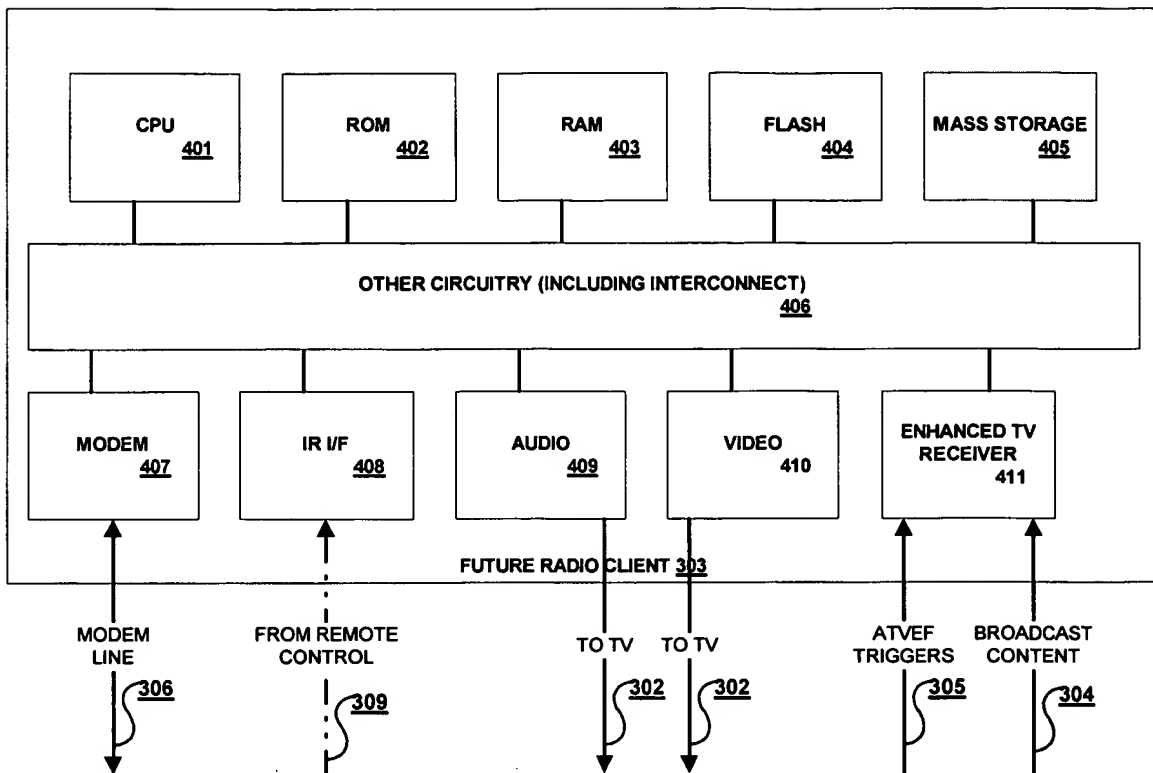 CPU
401
ROM
402
RAM
403
FLASH
404
MASS STORAGE
405
OTHER CIRCUITRY (INCLUDING INTERCONNECT)
406
MODEM
407
IR I/F
408
AUDIO
409
VIDEO
410
ENHANCED TV
RECEIVER
411
FUTURE RADIO CLIENT 303
MODEM
LINE
306
FROM REMOTE
CONTROL
309
TO TV
302
TO TV
302
ATVEF
TRIGGERS
305
BROADCAST
CONTENT
304